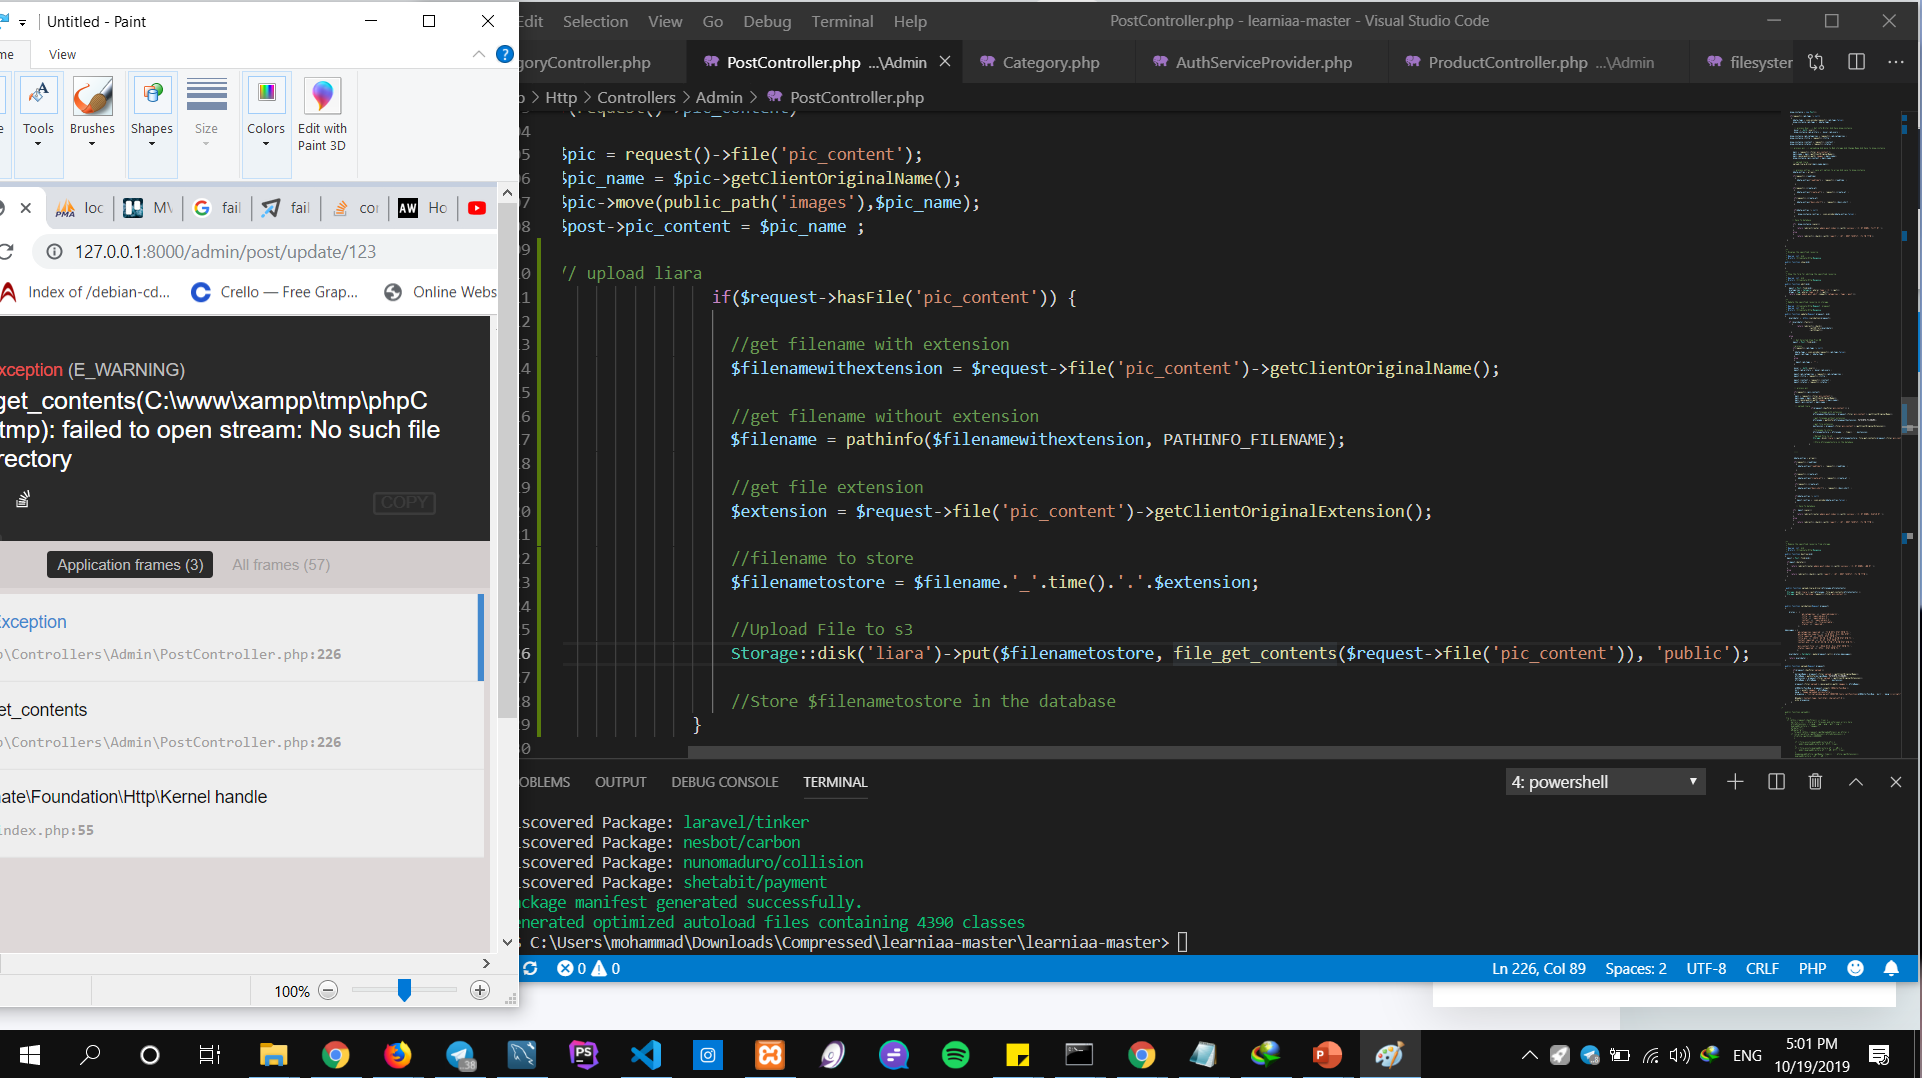 Untitled - Paint
me
View
Tools
Brushes
Shapes
Size
Colors
Edit with
Paint 3D
loc
MV
fail
fail
cor
AW Ho
127.0.0.1:8000/admin/post/update/123
Index of /debian-cd...
Crello — Free Grap...
Online Webs
xception (E_WARNING)
get_contents(C:\www\xampp\tmp\phpC
tmp): failed to open stream: No such file
rectory
COPY
Application frames (3)
All frames (57)
xception
\Controllers\Admin\PostController.php:226
et_contents
\Controllers\Admin\PostController.php:226
ate\Foundation\Http\Kernel handle
index.php:55
100%
Edit Selection View Go Debug Terminal Help
PostController.php - learniaa-master - Visual Studio Code
goryController.php
PostController.php ...\Admin
Category.php
AuthServiceProvider.php
ProductController.php ...\Admin
filesyster
Http > Controllers > Admin > PostController.php
(request()->pic_content)
$pic = request()->file('pic_content');
$pic_name = $pic->getClientOriginalName();
$pic->move(public_path('images'),$pic_name);
$post->pic_content = $pic_name ;
// upload liara
if($request->hasFile('pic_content')) {
//get filename with extension
$filenamewithextension = $request->file('pic_content')->getClientOriginalName();
//get filename without extension
$filename = pathinfo($filenamewithextension, PATHINFO_FILENAME);
//get file extension
$extension = $request->file('pic_content')->getClientOriginalExtension();
//filename to store
$filenametostore = $filename.'_'.time().'.'.$extension;
//Upload File to s3
Storage::disk('liara')->put($filenametostore, file_get_contents($request->file('pic_content')), 'public');
//Store $filenametostore in the database
}
OBLEMS OUTPUT DEBUG CONSOLE TERMINAL
4: powershell
iscovered Package: laravel/tinker
iscovered Package: nesbot/carbon
iscovered Package: nunomaduro/collision
iscovered Package: shetabit/payment
ackage manifest generated successfully.
enerated optimized autoload files containing 4390 classes
C:\Users\mohammad\Downloads\Compressed\learniaa-master\learniaa-master>
0 0
Ln 226, Col 89 Spaces: 2 UTF-8 CRLF PHP
ENG
5:01 PM
10/19/2019